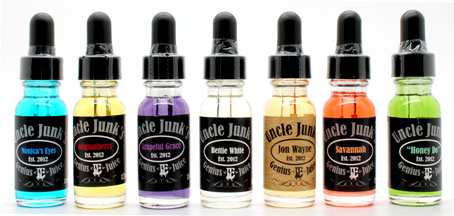 Uncle Junk's
Monica's Eyes
Est. 2012
Genius Juice
Uncle Junk's
Est. 2012
Genius Juice
Uncle Junk's
Grapeful Grace
Est. 2012
Genius Juice
Uncle Junk's
Bettie White
Est. 2012
Genius Juice
Uncle Junk's
Jon Wayne
Est. 2012
Genius Juice
Uncle Junk's
Savannah
Est. 2012
Genius Juice
Uncle Junk's
"Honey Do"
Est. 2012
Genius Juice